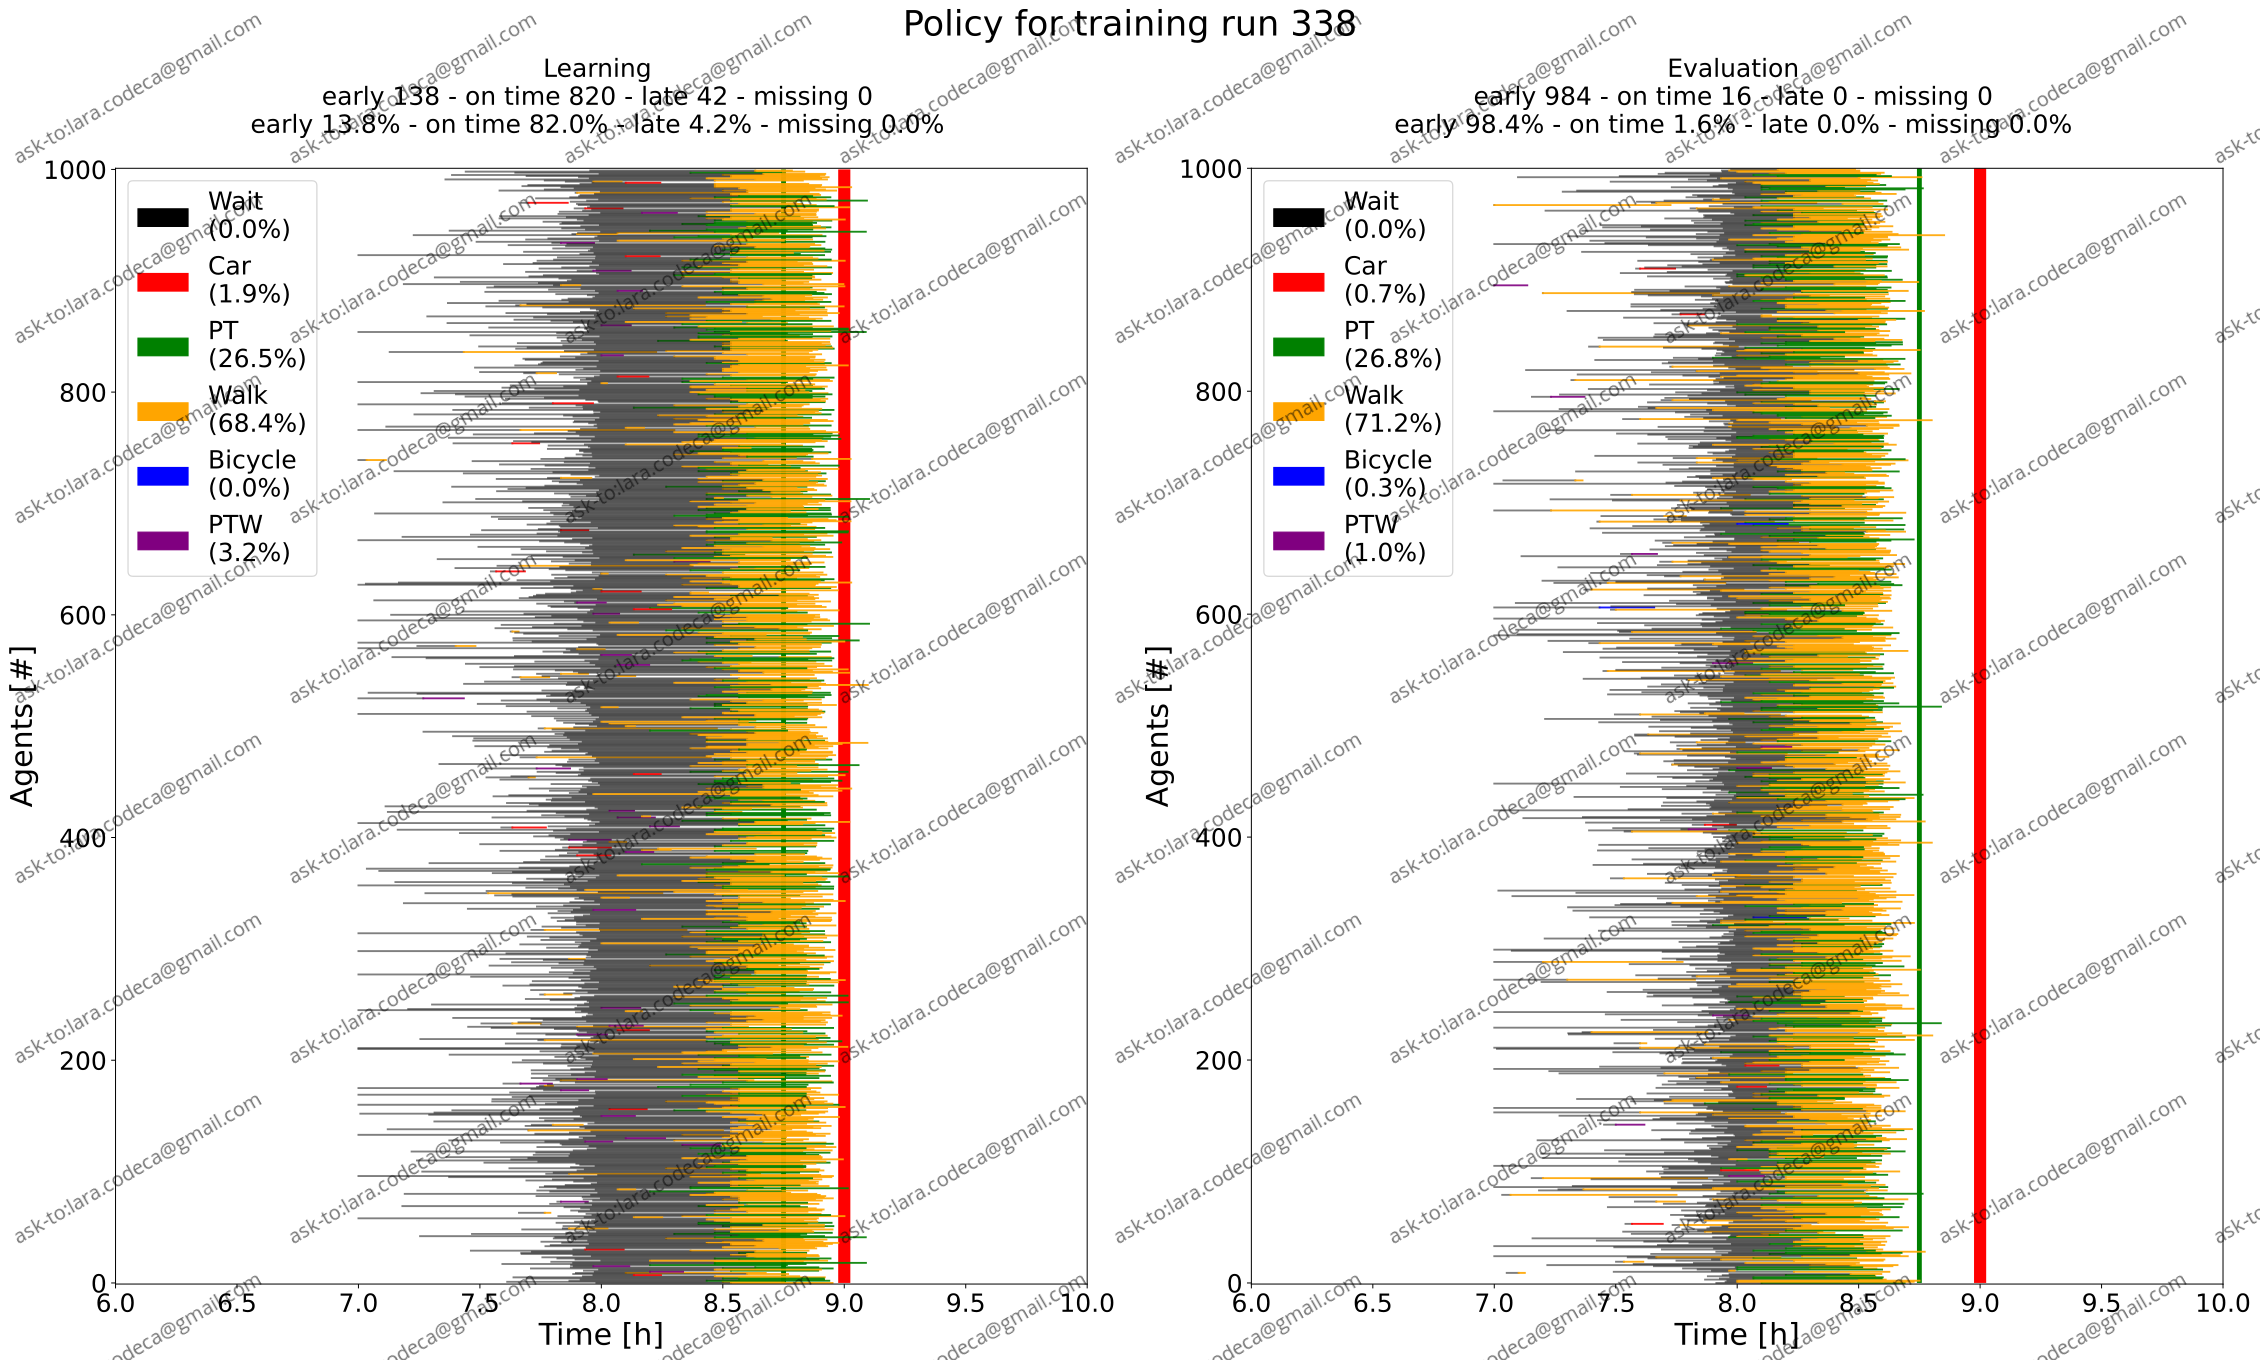 Policy for training run 338
Learning
early 138 - on time 820 - late 42 - missing 0
early 13.8% - on time 82.0% - late 4.2% - missing 0.0%
Agents [#]
1000
800
600
400
200
0
Wait
(0.0%)
Car
(1.9%)
PT
(26.5%)
Walk
(68.4%)
Bicycle
(0.0%)
PTW
(3.2%)
6.0 6.5 7.0 7.5 8.0 8.5 9.0 9.5 10.0
Time [h]
Evaluation
early 984 - on time 16 - late 0 - missing 0
early 98.4% - on time 1.6% - late 0.0% - missing 0.0%
Agents [#]
1000
800
600
400
200
0
Wait
(0.0%)
Car
(0.7%)
PT
(26.8%)
Walk
(71.2%)
Bicycle
(0.3%)
PTW
(1.0%)
6.0 6.5 7.0 7.5 8.0 8.5 9.0 9.5 10.0
Time [h]
ask-to:lara.codeca@gmail.com